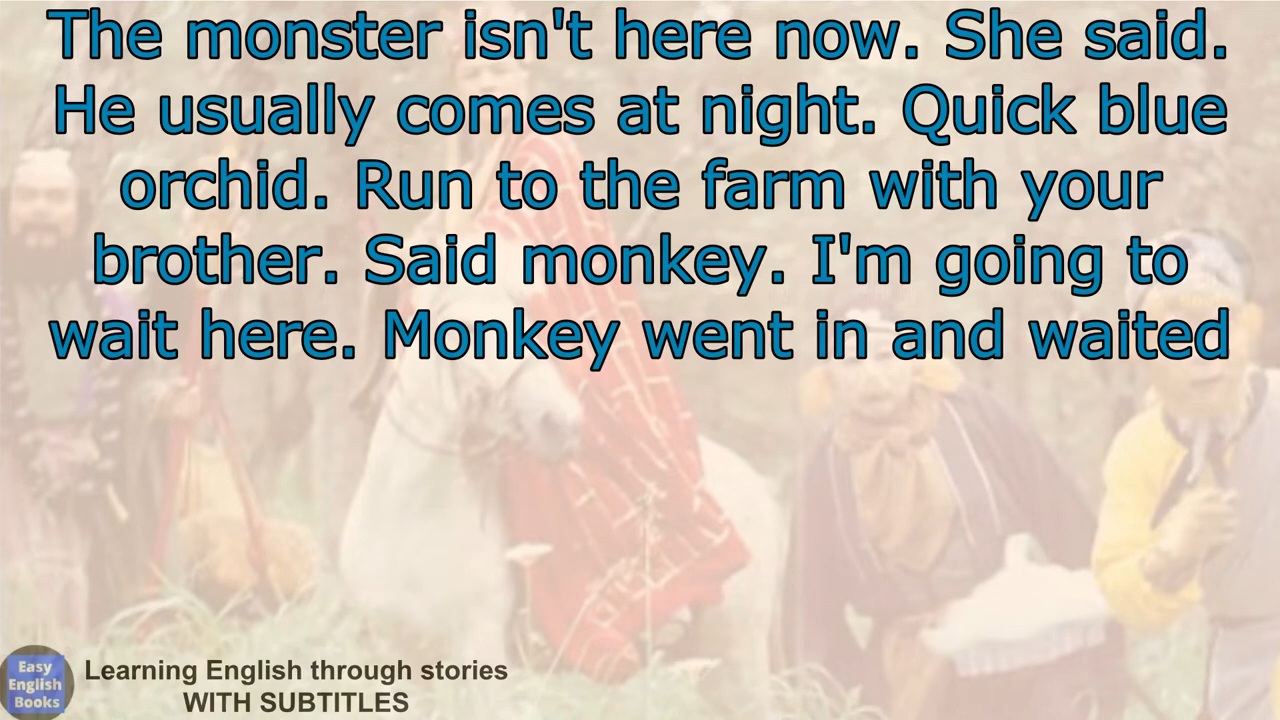 The monster isn't here now. She said.
He usually comes at night. Quick blue
orchid. Run to the farm with your
brother. Said monkey. I'm going to
wait here. Monkey went in and waited
Easy
English
Books
Learning English through stories
WITH SUBTITLES